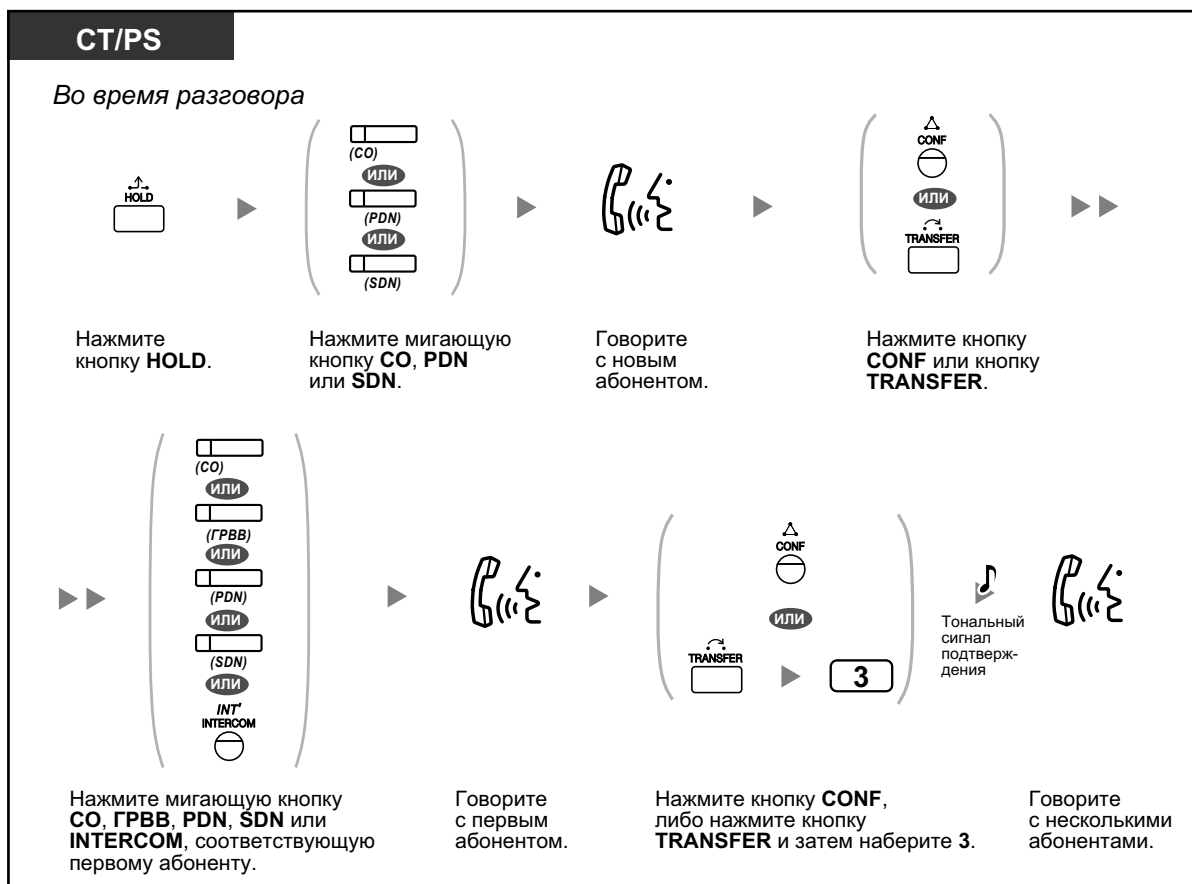 CT/PS
Во время разговора
HOLD
(CO)
ИЛИ
(PDN)
ИЛИ
(SDN)
CONF
ИЛИ
TRANSFER
Нажмите
кнопку HOLD.
Нажмите мигающую
кнопку CO, PDN
или SDN.
Говорите
с новым
абонентом.
Нажмите кнопку
CONF или кнопку
TRANSFER.
(CO)
ИЛИ
(ГРВВ)
ИЛИ
(PDN)
ИЛИ
(SDN)
ИЛИ
INT'
INTERCOM
CONF
ИЛИ
TRANSFER
3
Тональный
сигнал
подтверж-
дения
Нажмите мигающую кнопку
CO, ГРВВ, PDN, SDN или
INTERCOM, соответствующую
первому абоненту.
Говорите
с первым
абонентом.
Нажмите кнопку CONF,
либо нажмите кнопку
TRANSFER и затем наберите 3.
Говорите
с несколькими
абонентами.